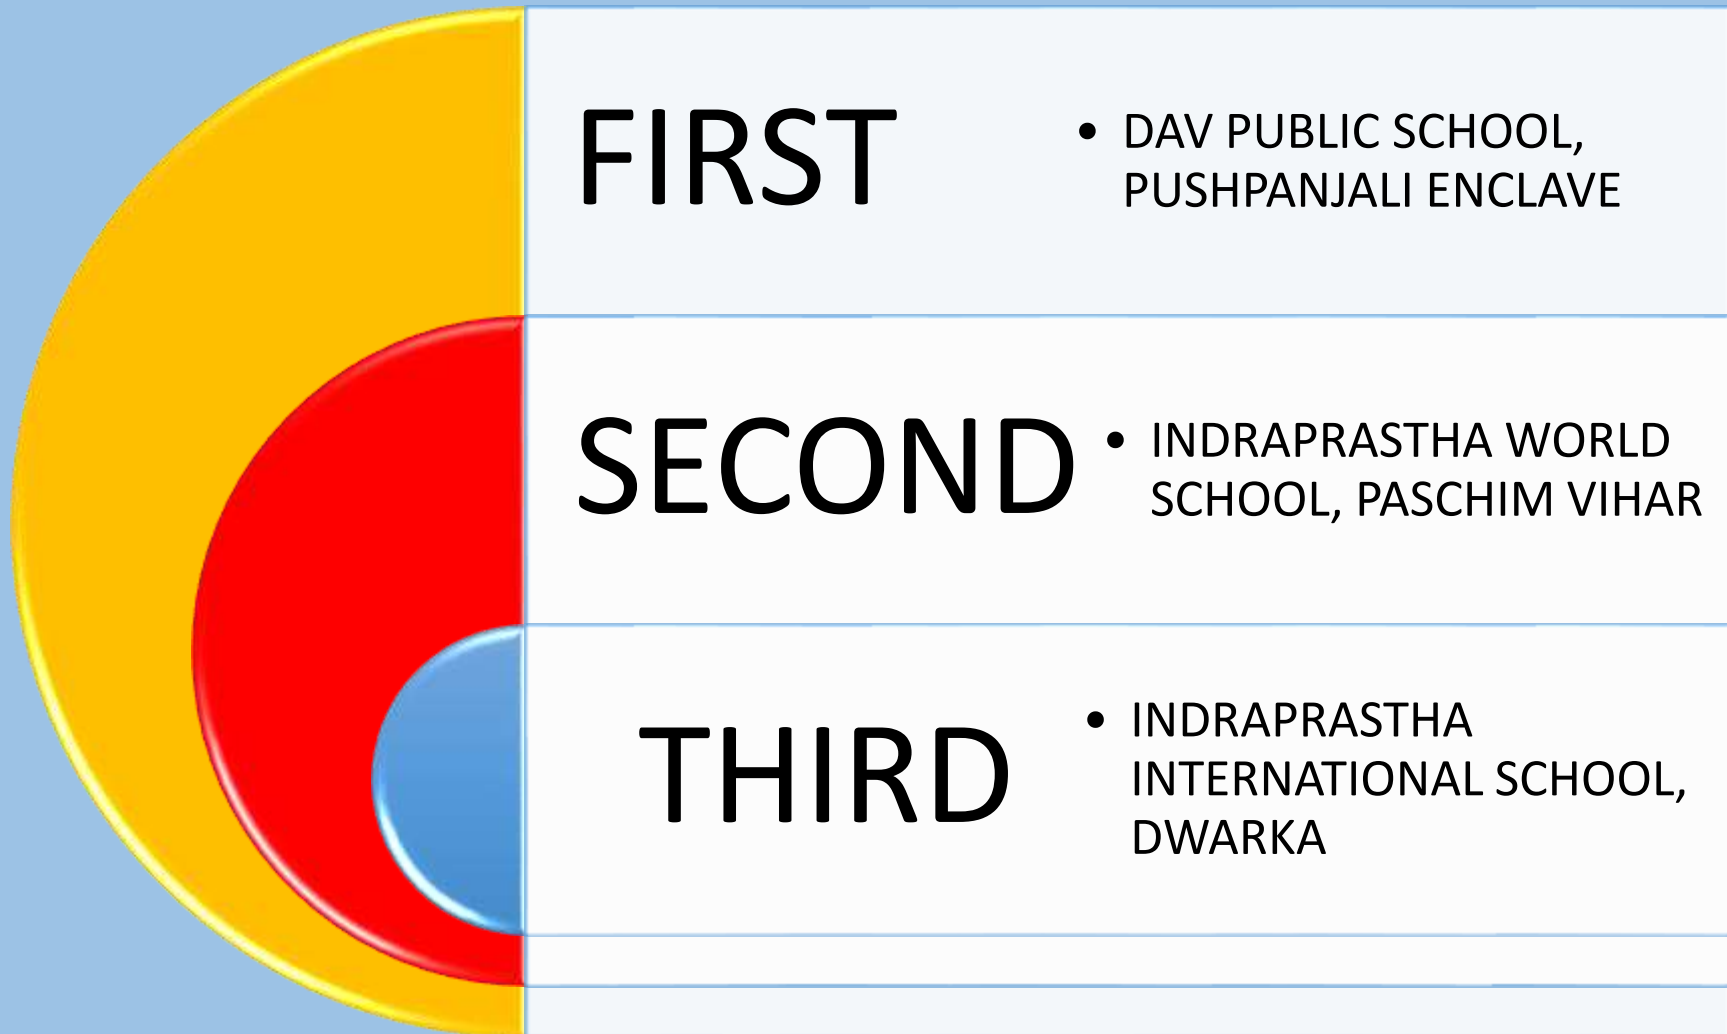 FIRST
• DAV PUBLIC SCHOOL,
PUSHPANJALI ENCLAVE
SECOND
• INDRAPRASTHA WORLD
SCHOOL, PASCHIM VIHAR
THIRD
• INDRAPRASTHA
INTERNATIONAL SCHOOL,
DWARKA